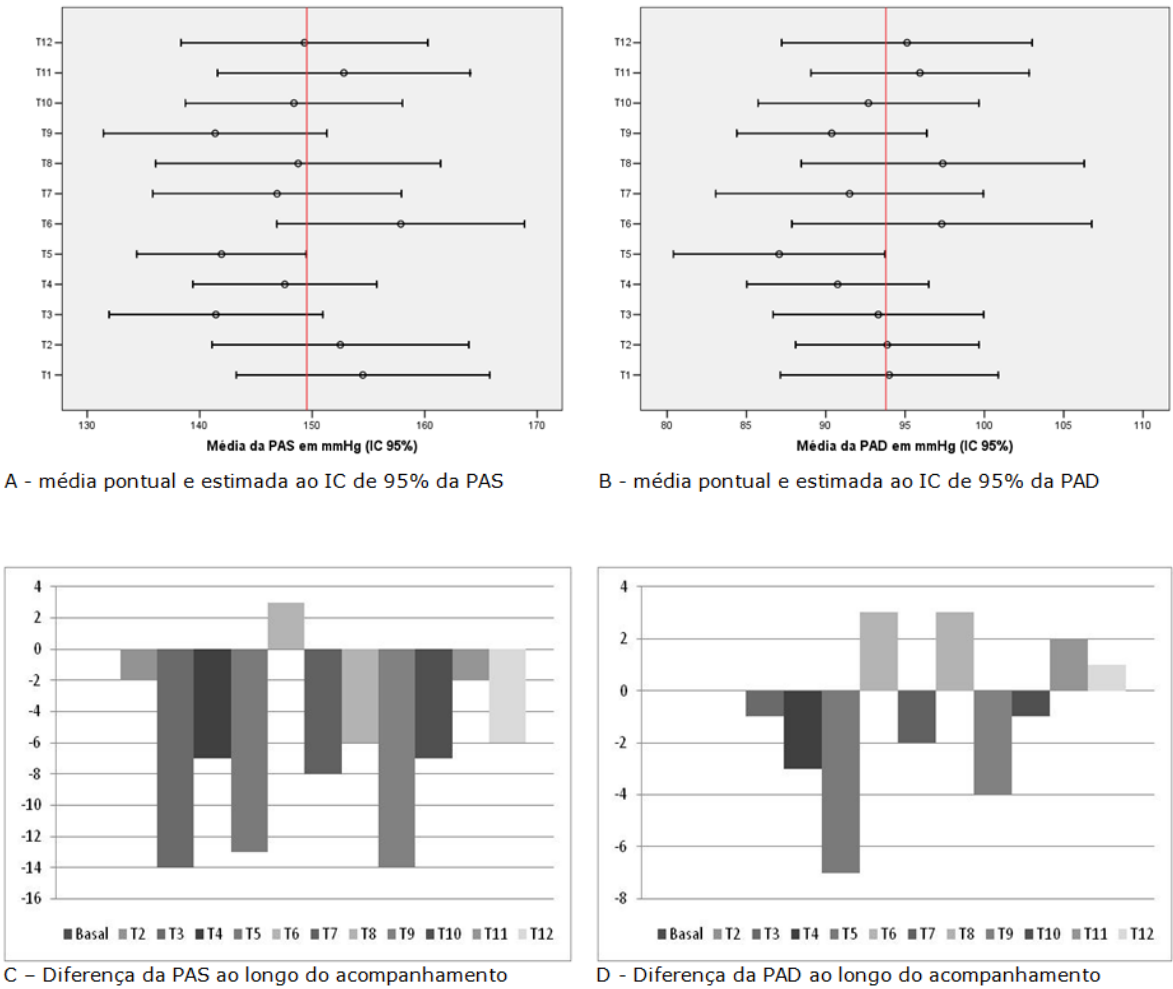 T12
T11
T10
T9
T8
T7
T6
T5
T4
T3
T2
T1
130 140 150 160 170
Média da PAS em mmHg (IC 95%)
A - média pontual e estimada ao IC de 95% da PAS
T12
T11
T10
T9
T8
T7
T6
T5
T4
T3
T2
T1
80 85 90 95 100 105 110
Média da PAD em mmHg (IC 95%)
B - média pontual e estimada ao IC de 95% da PAD
4
2
0
-2
-4
-6
-8
-10
-12
-14
-16
Basal T2 T3 T4 T5 T6 T7 T8 T9 T10 T11 T12
C – Diferença da PAS ao longo do acompanhamento
4
2
0
-2
-4
-6
-8
Basal T2 T3 T4 T5 T6 T7 T8 T9 T10 T11 T12
D - Diferença da PAD ao longo do acompanhamento